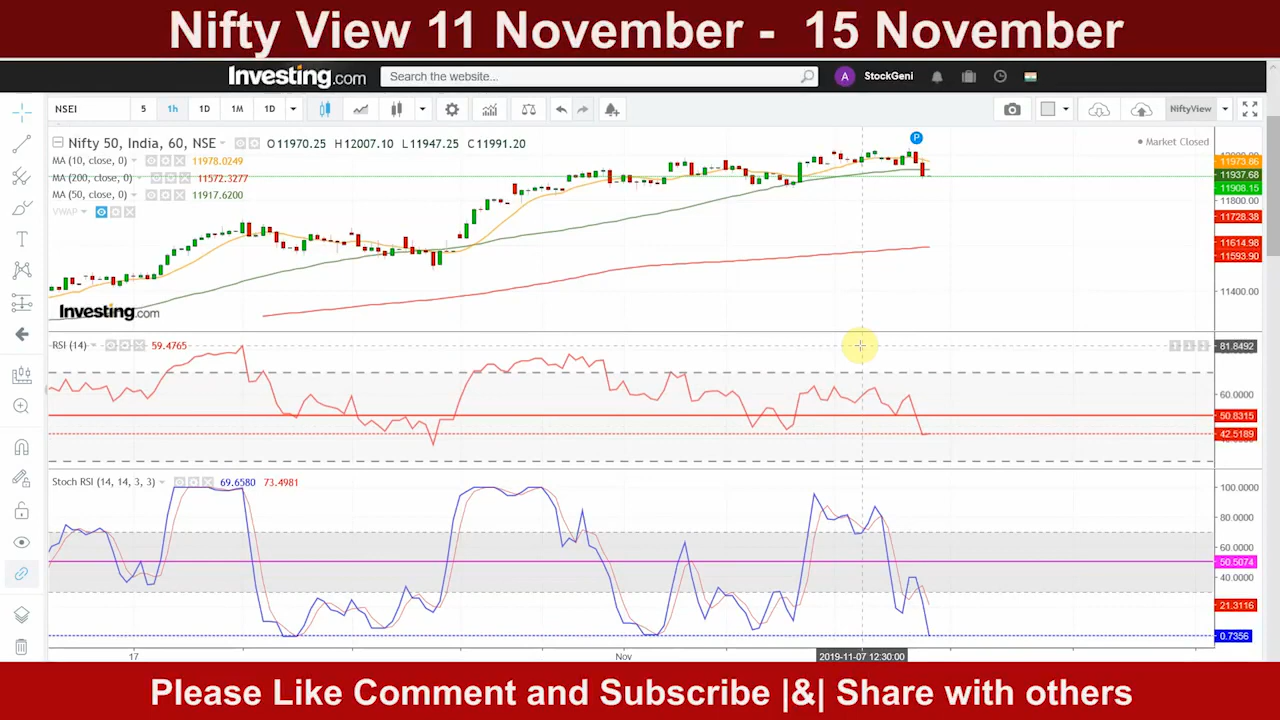 Nifty View 11 November -  15 November
Investing.com Search the website... A StockGeni
NSEI 5 1h 1D 1M 1D NiftyView
Nifty 50, India, 60, NSE O11970.25 H12007.10 L11947.25 C11991.20
P
Market Closed
MA (10, close, 0) 11978.0249
MA (200, close, 0) 11572.3277
MA (50, close, 0) 11917.6200
VWAP
11973.86
11937.68
11908.15
11800.00
11728.38
11614.98
11593.90
11400.00
Investing.com
RSI (14) 59.4765
81.8492
60.0000
50.8315
42.5189
Stoch RSI (14, 14, 3, 3) 69.6580 73.4981
100.0000
80.0000
60.0000
50.5074
40.0000
21.3116
0.7356
17 Nov 2019-11-07 12:30:00
Please Like Comment and Subscribe |&| Share with others